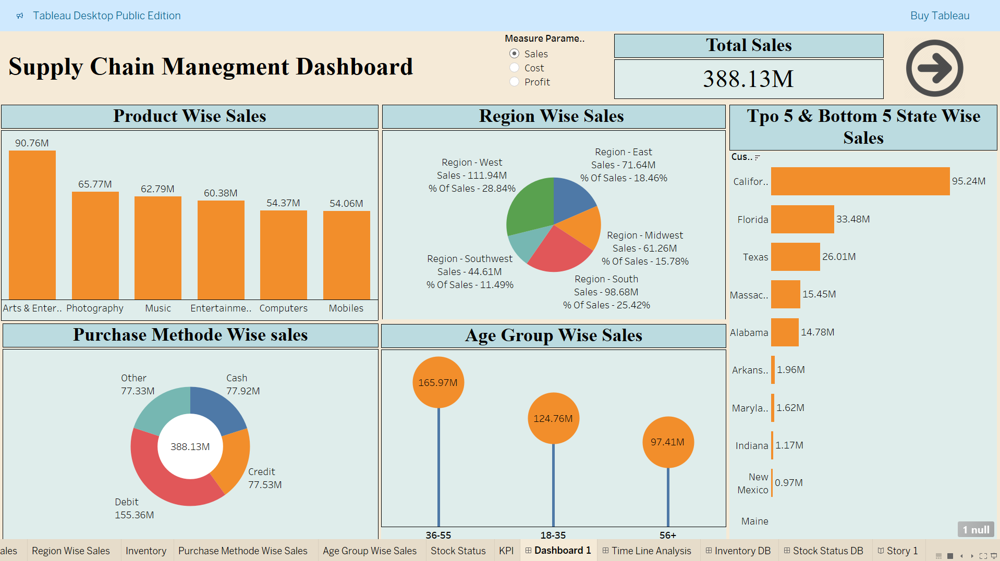 Tableau Desktop Public Edition
Buy Tableau
Supply Chain Manegment Dashboard
Measure Parame..
Sales
Cost
Profit
Total Sales
388.13M
Product Wise Sales
90.76M
65.77M
62.79M
60.38M
54.37M
54.06M
Arts & Enter..
Photography
Music
Entertainme..
Computers
Mobiles
Region Wise Sales
Region - West
Sales - 111.94M
% Of Sales - 28.84%
Region - East
Sales - 71.64M
% Of Sales - 18.46%
Region - Midwest
Sales - 61.26M
% Of Sales - 15.78%
Region - Southwest
Sales - 44.61M
% Of Sales - 11.49%
Region - South
Sales - 98.68M
% Of Sales - 25.42%
Tpo 5 & Bottom 5 State Wise
Sales
Cus..
Califor..
95.24M
Florida
33.48M
Texas
26.01M
Massac..
15.45M
Alabama
14.78M
Arkans..
1.96M
Maryla..
1.62M
Indiana
1.17M
New
Mexico
0.97M
Maine
1 null
Purchase Methode Wise sales
Other
77.33M
Cash
77.92M
388.13M
Credit
77.53M
Debit
155.36M
Age Group Wise Sales
165.97M
124.76M
97.41M
36-55
18-35
56+
ales
Region Wise Sales
Inventory
Purchase Methode Wise Sales
Age Group Wise Sales
Stock Status
KPI
Dashboard 1
Time Line Analysis
Inventory DB
Stock Status DB
Story 1